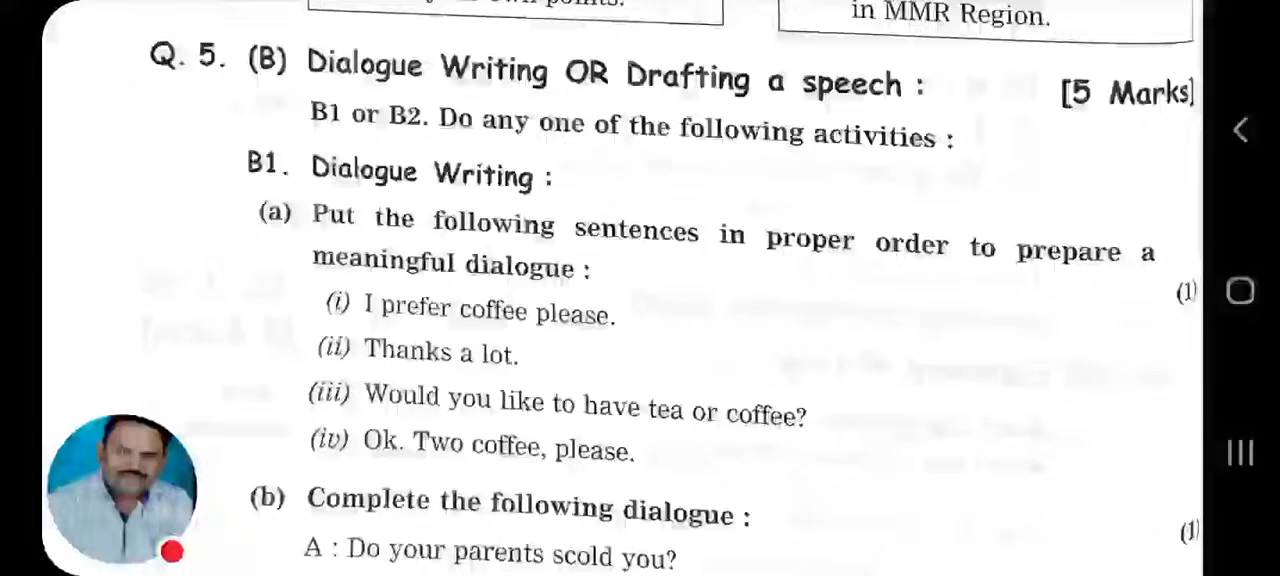 in MMR Region.
Q. 5. (B) Dialogue Writing OR Drafting a speech : [5 Marks]
B1 or B2. Do any one of the following activities :
B1. Dialogue Writing :
(a) Put the following sentences in proper order to prepare a
meaningful dialogue : (1)
(i) I prefer coffee please.
(ii) Thanks a lot.
(iii) Would you like to have tea or coffee?
(iv) Ok. Two coffee, please.
(b) Complete the following dialogue : (1)
A : Do your parents scold you?